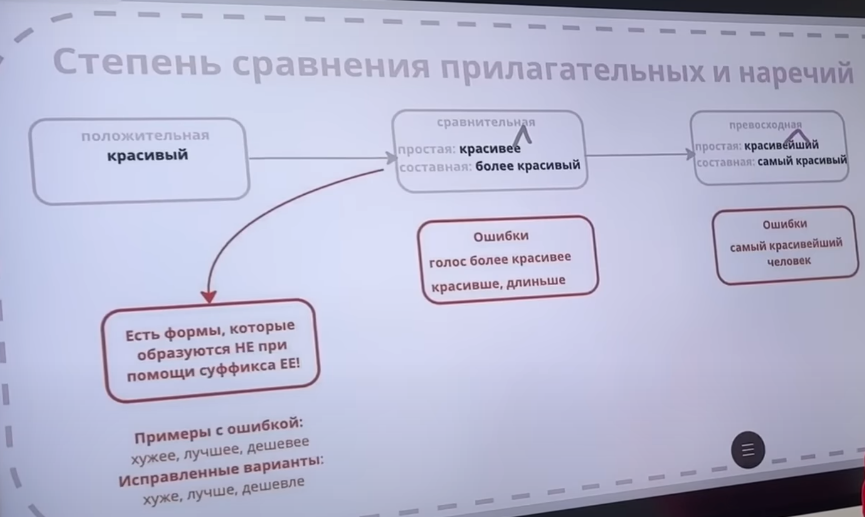 Степень сравнения прилагательных и наречий
положительная
красивый
сравнительная
простая: красивее
составная: более красивый
превосходная
простая: красивейший
составная: самый красивый
Ошибки
голос более красивее
красивше, длиньше
Ошибки
самый красивейший
человек
Есть формы, которые
образуются НЕ при
помощи суффикса ЕЕ!
Примеры с ошибкой:
хужее, лучшее, дешевее
Исправленные варианты:
хуже, лучше, дешевле